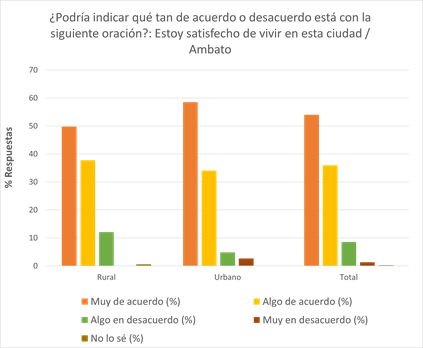 ¿Podría indicar qué tan de acuerdo o desacuerdo está con la
siguiente oración?: Estoy satisfecho de vivir en esta ciudad /
Ambato
% Respuestas
70
60
50
40
30
20
10
0
Rural
Urbano
Total
Muy de acuerdo (%)
Algo de acuerdo (%)
Algo en desacuerdo (%)
Muy en desacuerdo (%)
No lo sé (%)